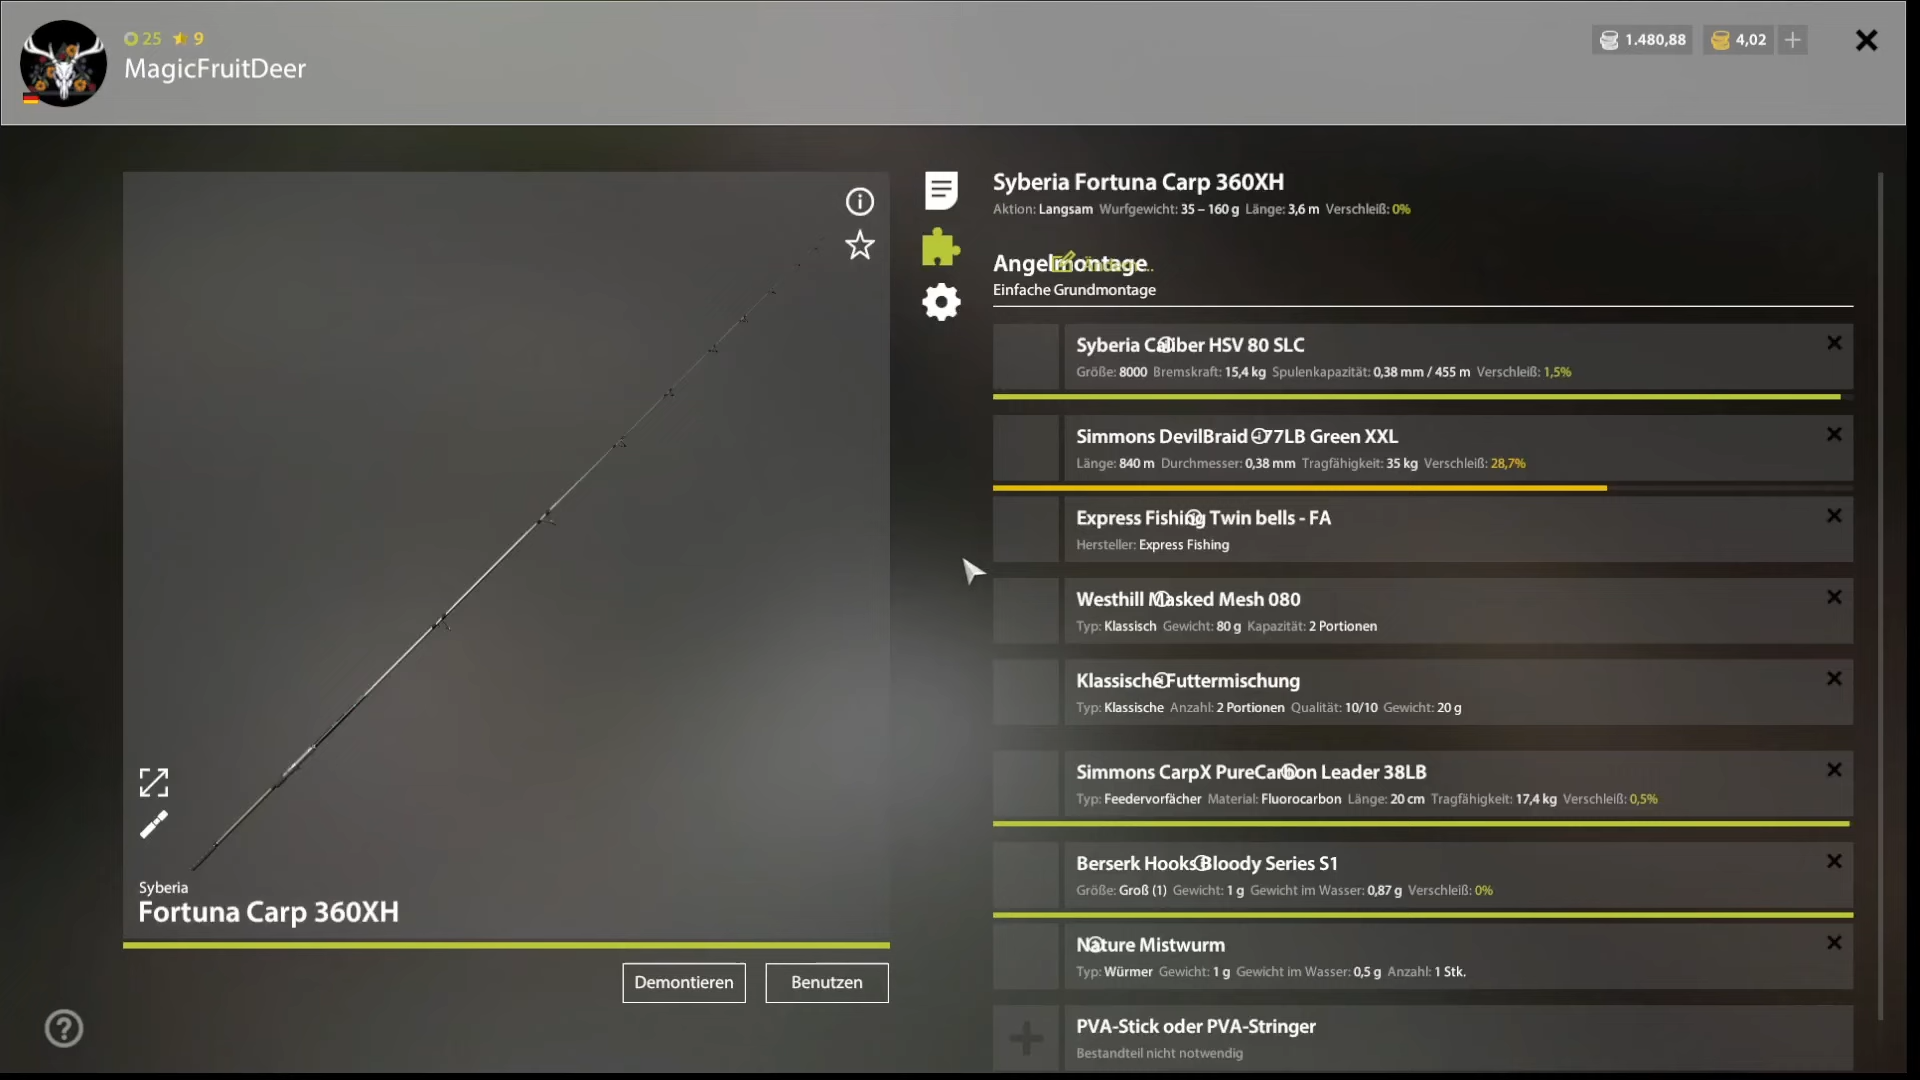 25 9
MagicFruitDeer
1.480,88 4,02
Syberia Fortuna Carp 360XH
Aktion: Langsam Wurfgewicht: 35 – 160 g Länge: 3,6 m Verschleiß: 0%
Angelmontage
Einfache Grundmontage
Syberia Caliber HSV 80 SLC
Größe: 8000 Bremskraft: 15,4 kg Spulenkapazität: 0,38 mm / 455 m Verschleiß: 1,5%
Simmons DevilBraid - 77LB Green XXL
Länge: 840 m Durchmesser: 0,38 mm Tragfähigkeit: 35 kg Verschleiß: 28,7%
Express Fishing Twin bells - FA
Hersteller: Express Fishing
Westhill Masked Mesh 080
Typ: Klassisch Gewicht: 80 g Kapazität: 2 Portionen
Klassische Futtermischung
Typ: Klassische Anzahl: 2 Portionen Qualität: 10/10 Gewicht: 20 g
Simmons CarpX PureCarbon Leader 38LB
Typ: Feedervorfächer Material: Fluorocarbon Länge: 20 cm Tragfähigkeit: 17,4 kg Verschleiß: 0,5%
Berserk Hooks Bloody Series S1
Größe: Groß (1) Gewicht: 1 g Gewicht im Wasser: 0,87 g Verschleiß: 0%
Nature Mistwurm
Typ: Würmer Gewicht: 1 g Gewicht im Wasser: 0,5 g Anzahl: 1 Stk.
PVA-Stick oder PVA-Stringer
Bestandteil nicht notwendig
Syberia
Fortuna Carp 360XH
Demontieren Benutzen